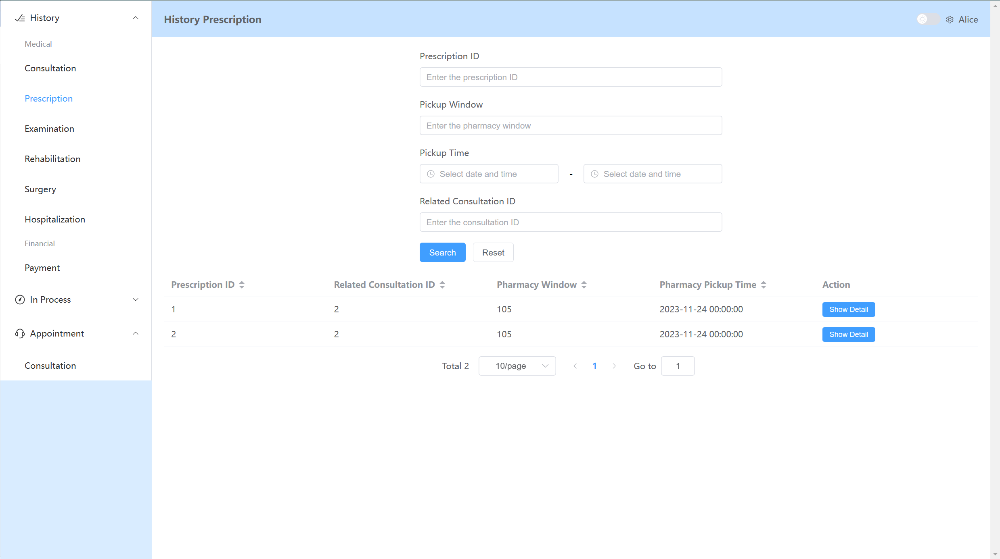 History
Medical
Consultation
Prescription
Examination
Rehabilitation
Surgery
Hospitalization
Financial
Payment
In Process
Appointment
Consultation
History Prescription
Alice
Prescription ID
Enter the prescription ID
Pickup Window
Enter the pharmacy window
Pickup Time
Select date and time - Select date and time
Related Consultation ID
Enter the consultation ID
Search Reset
Prescription ID Related Consultation ID Pharmacy Window Pharmacy Pickup Time Action
1 2 105 2023-11-24 00:00:00 Show Detail
2 2 105 2023-11-24 00:00:00 Show Detail
Total 2 10/page 1 Go to 1